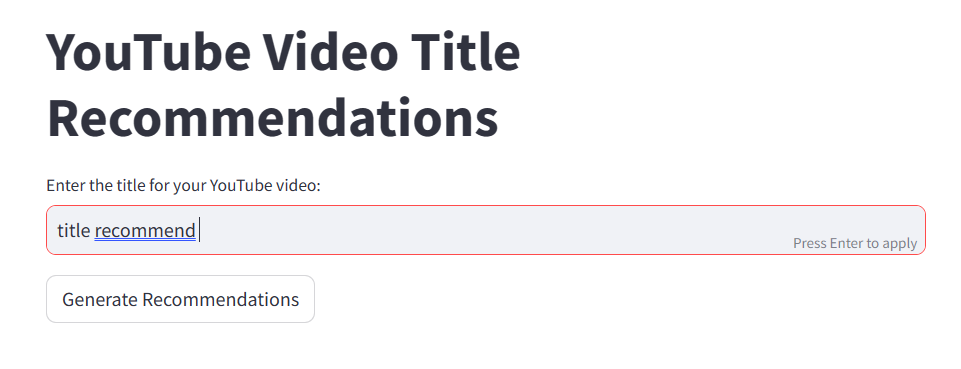 YouTube Video Title
Recommendations
Enter the title for your YouTube video:
title recommend
Press Enter to apply
Generate Recommendations